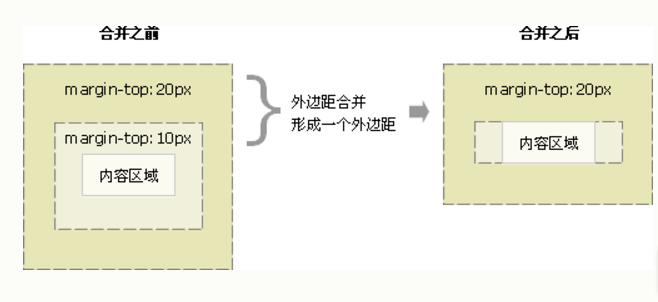 合并之前
合并之后
margin-top: 20px
margin-top: 10px
内容区域
外边距合并
形成一个外边距
margin-top: 20px
内容区域